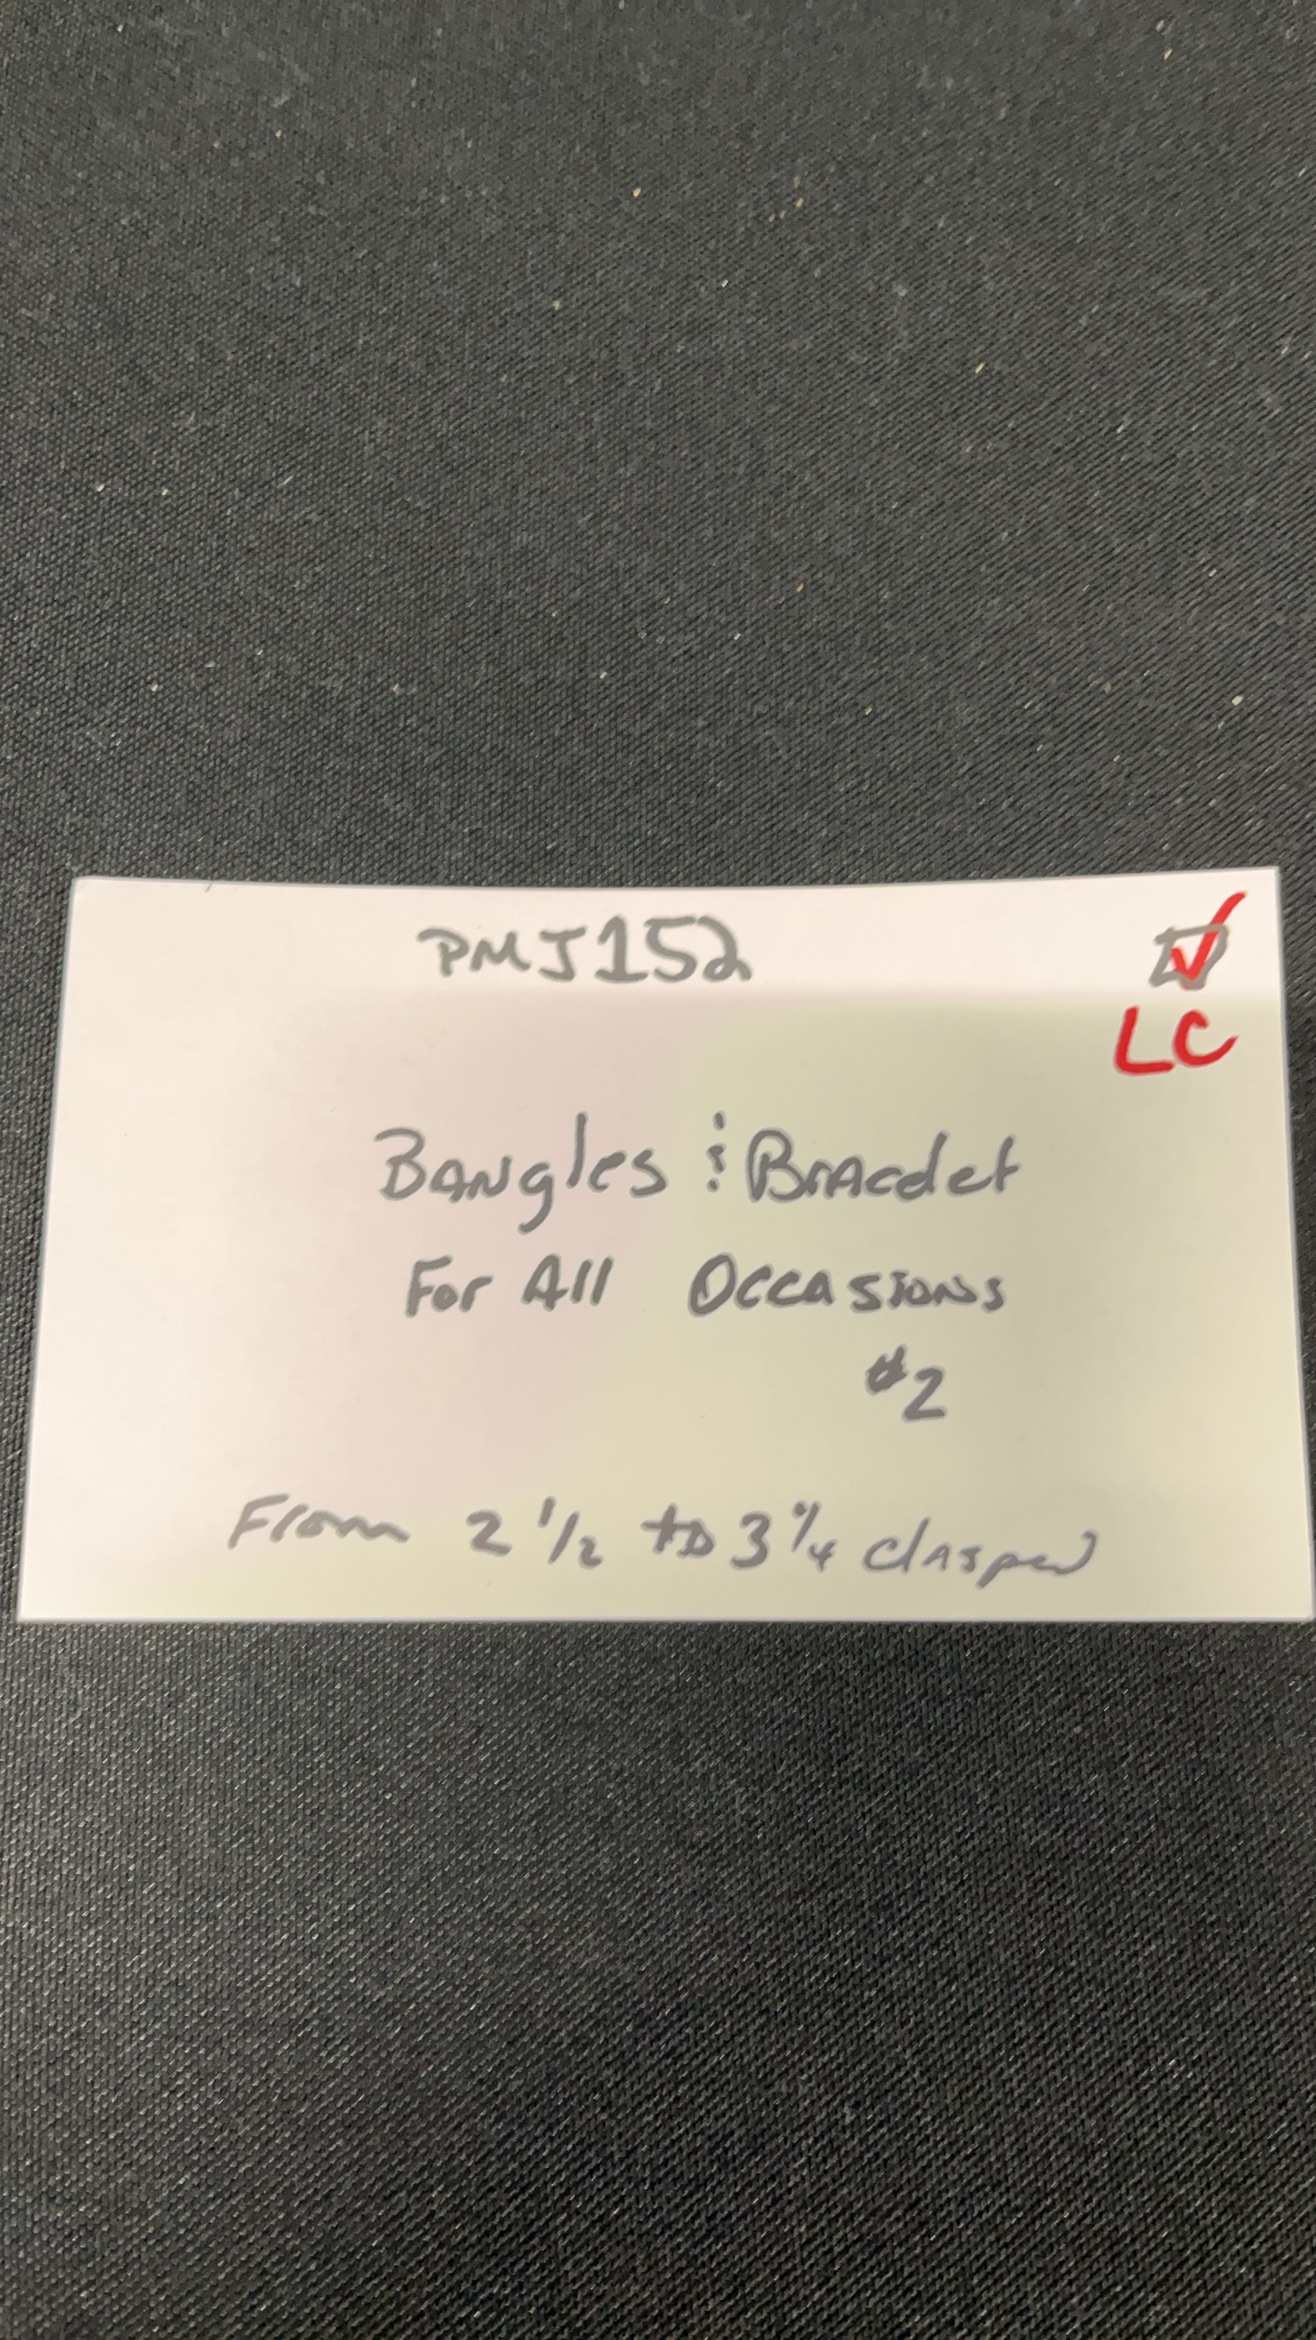 PMJ152 ☑
LC
Bangles & Bracelet
For All Occasions
#2
From 2 1/2 to 3 1/4 clasped